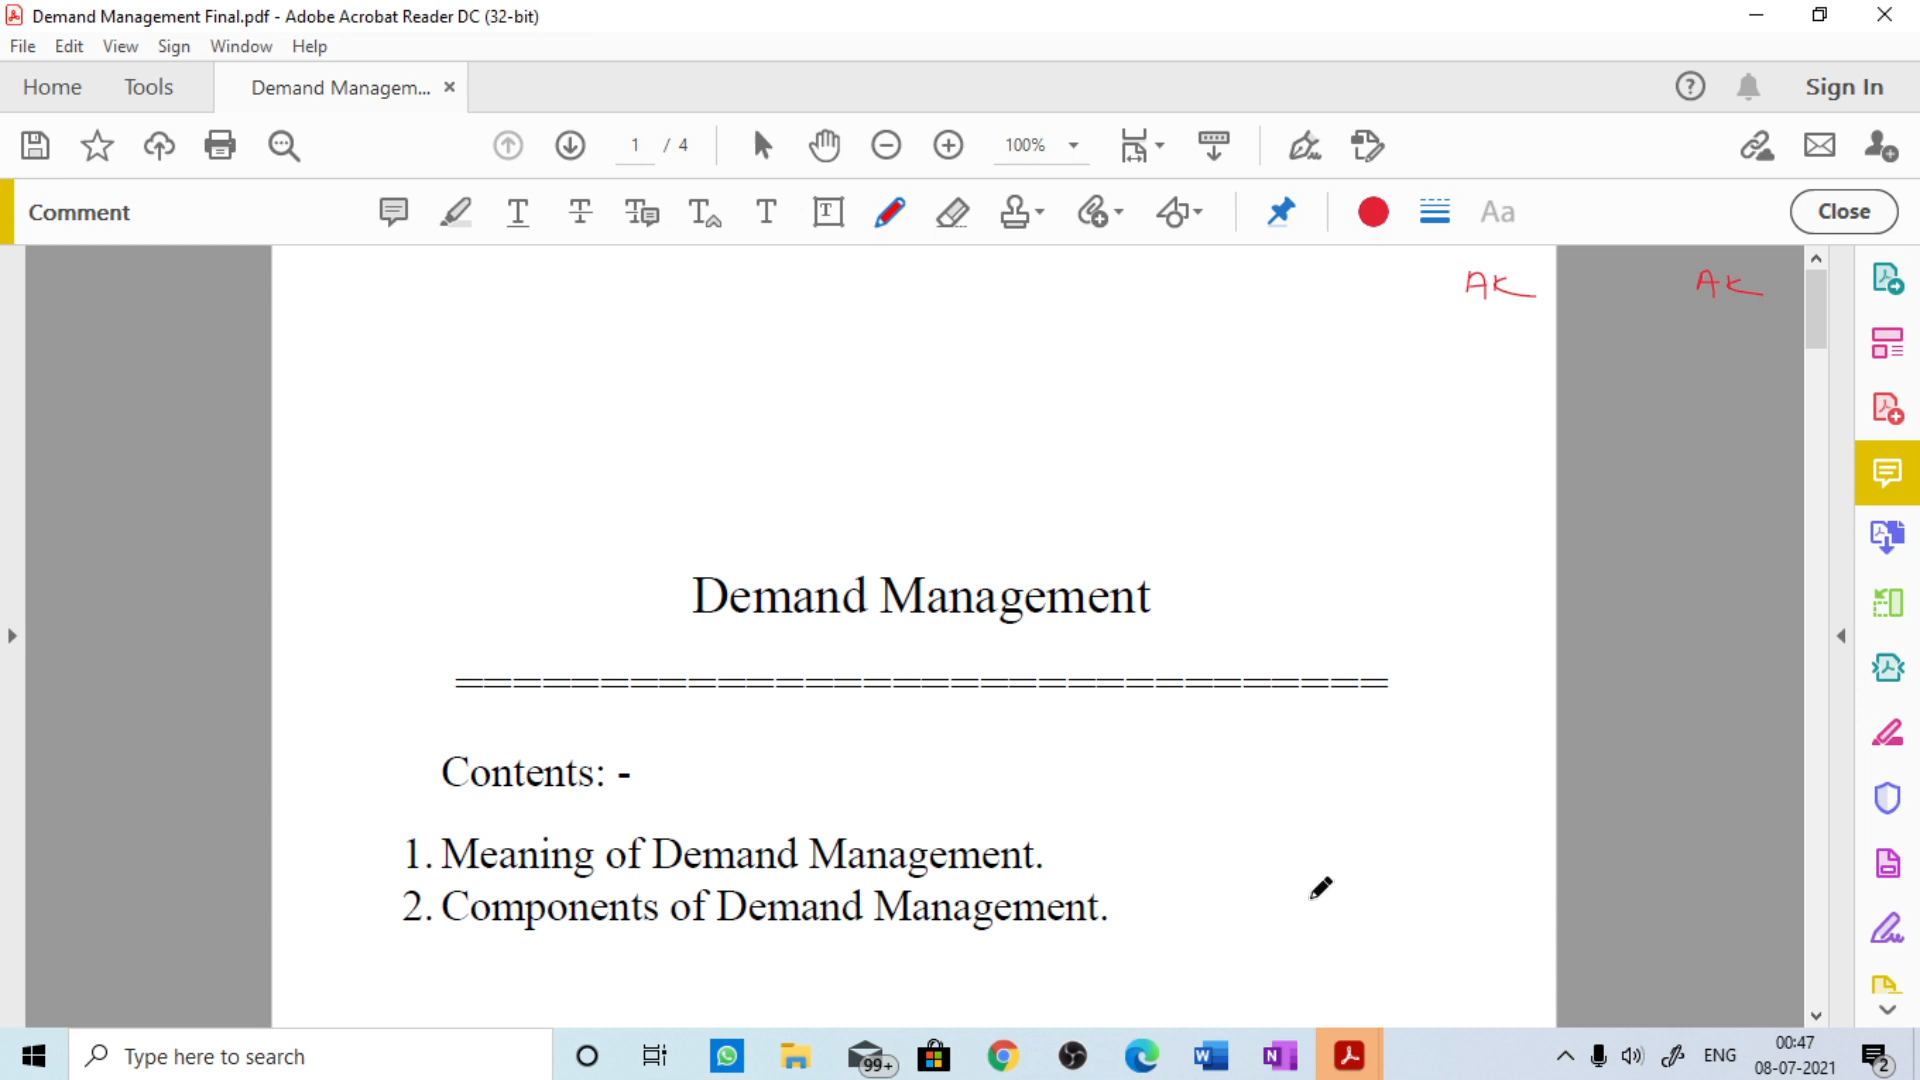 Demand Management Final.pdf - Adobe Acrobat Reader DC (32-bit)
File Edit View Sign Window Help
Home Tools Demand Managem... Sign In
1 / 4 100%
Comment Close
AK AK
Demand Management
================================
Contents: -
1. Meaning of Demand Management.
2. Components of Demand Management.
Type here to search 99+ ENG 00:47
08-07-2021 2